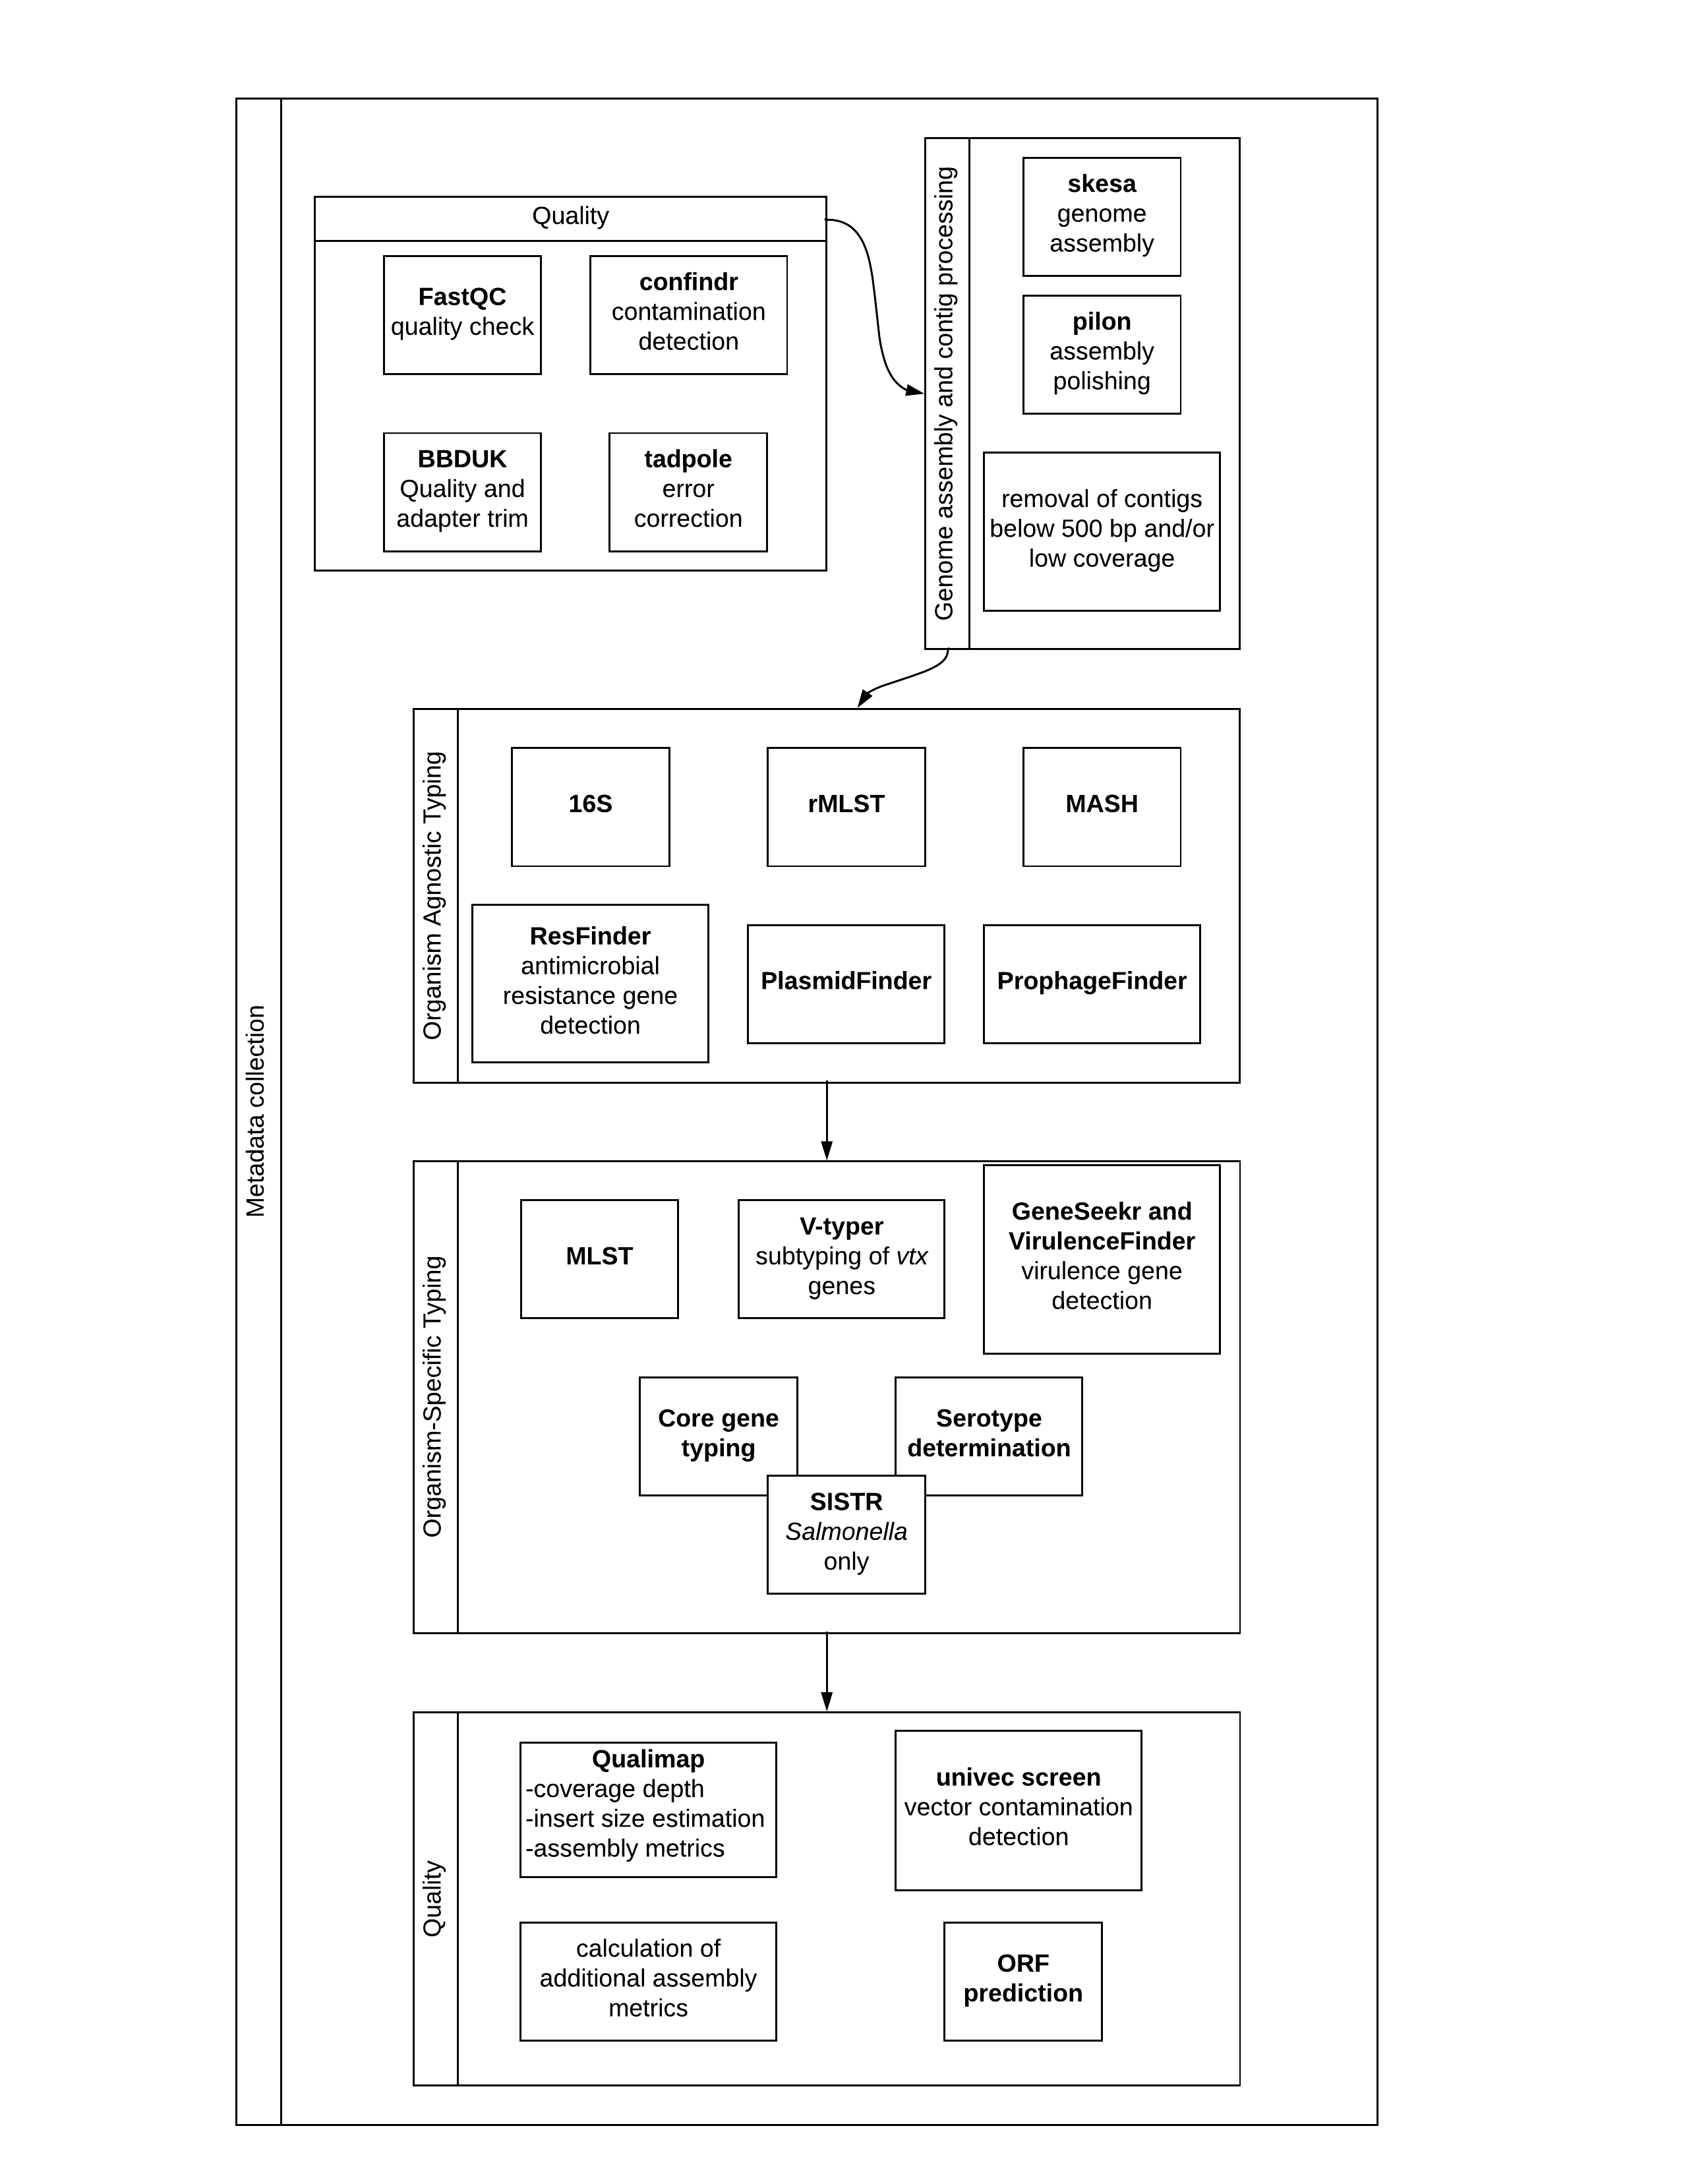 Metadata collection
Quality
FastQC
quality check
confindr
contamination
detection
BBDUK
Quality and
adapter trim
tadpole
error
correction
Genome assembly and contig processing
skesa
genome
assembly
pilon
assembly
polishing
removal of contigs
below 500 bp and/or
low coverage
Organism Agnostic Typing
16S
rMLST
MASH
ResFinder
antimicrobial
resistance gene
detection
PlasmidFinder
ProphageFinder
Organism-Specific Typing
MLST
V-typer
subtyping of vtx
genes
GeneSeekr and
VirulenceFinder
virulence gene
detection
Core gene
typing
Serotype
determination
SISTR
Salmonella
only
Quality
Qualimap
-coverage depth
-insert size estimation
-assembly metrics
univec screen
vector contamination
detection
calculation of
additional assembly
metrics
ORF
prediction